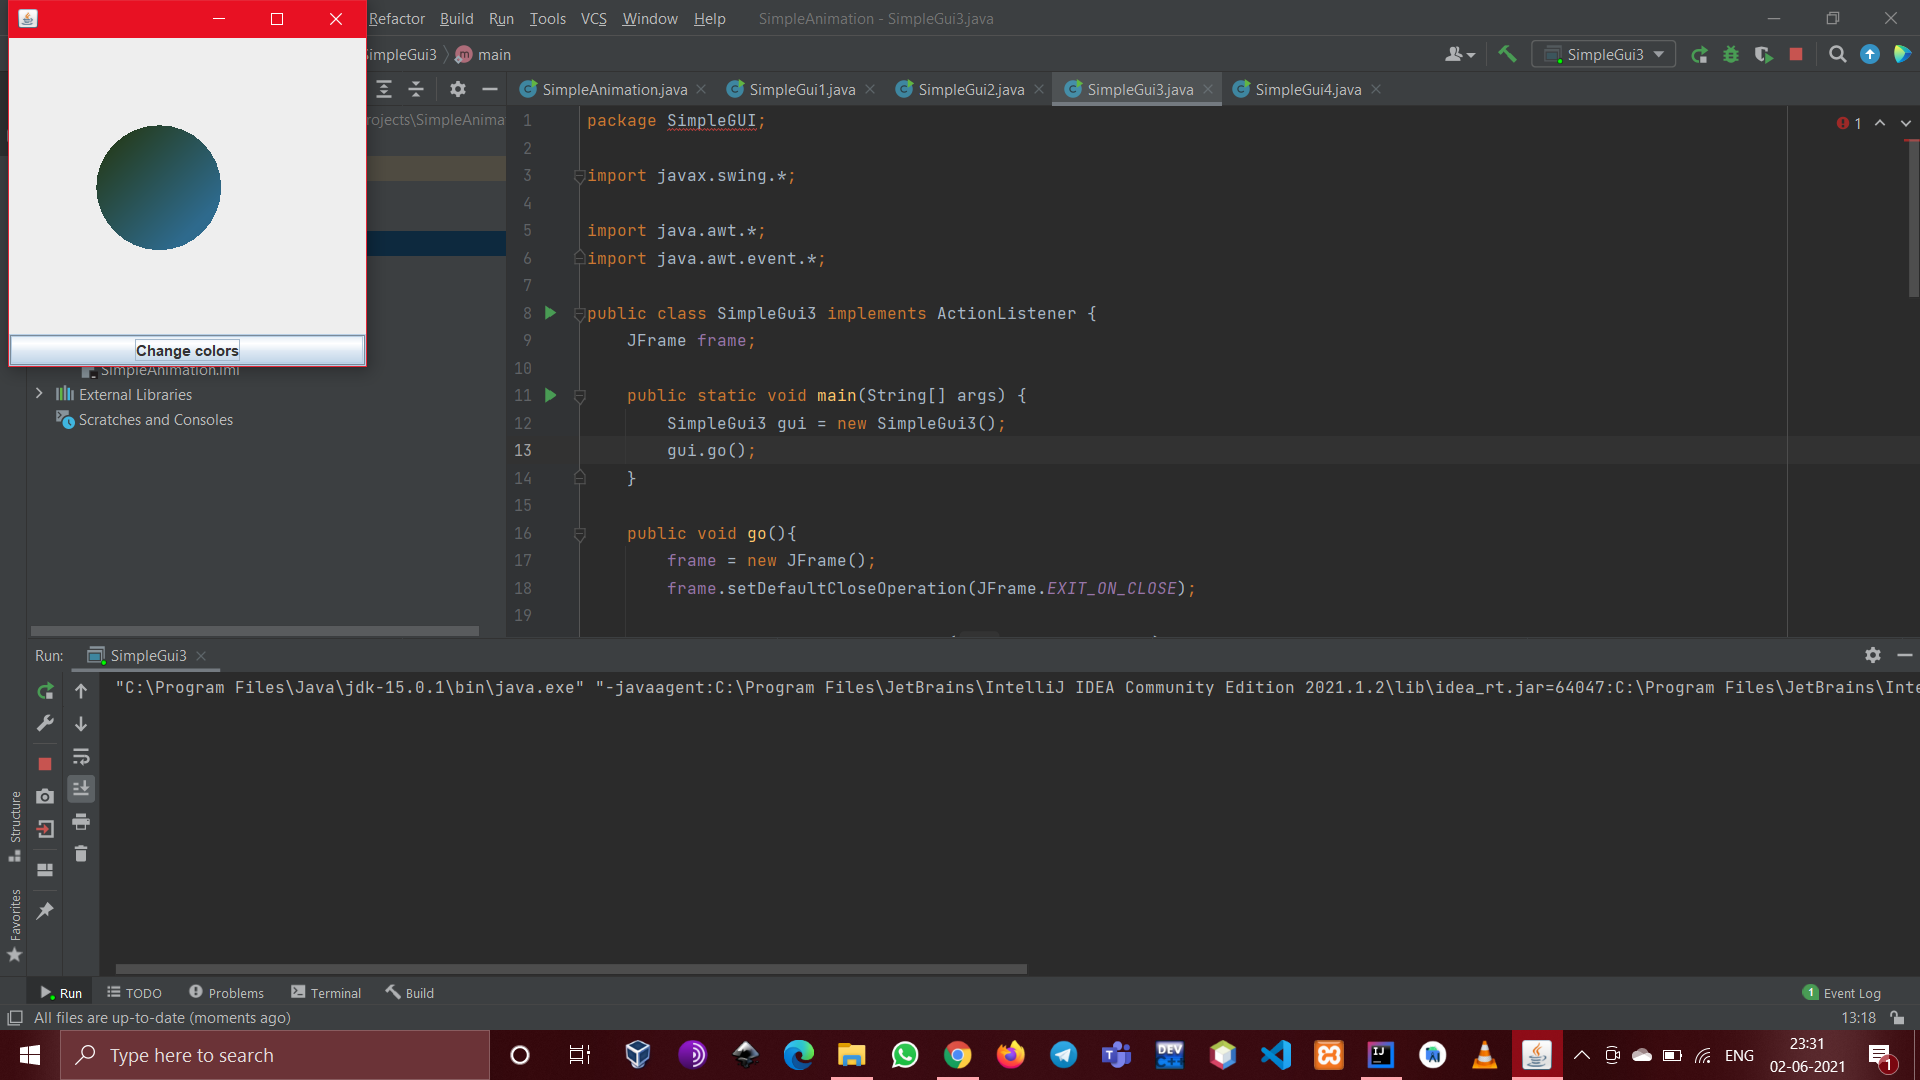 Refactor Build Run Tools VCS Window Help SimpleAnimation - SimpleGui3.java
SimpleGui3 main SimpleGui3
SimpleAnimation.java SimpleGui1.java SimpleGui2.java SimpleGui3.java SimpleGui4.java
rojects\SimpleAnima
1 package SimpleGUI; 1
2
3 import javax.swing.*;
4
5 import java.awt.*;
6 import java.awt.event.*;
7
8 public class SimpleGui3 implements ActionListener {
9 JFrame frame;
10
11 public static void main(String[] args) {
12 SimpleGui3 gui = new SimpleGui3();
13 gui.go();
14 }
15
16 public void go(){
17 frame = new JFrame();
18 frame.setDefaultCloseOperation(JFrame.EXIT_ON_CLOSE);
19
Change colors
SimpleAnimation.iml
External Libraries
Scratches and Consoles
Run: SimpleGui3
"C:\Program Files\Java\jdk-15.0.1\bin\java.exe" "-javaagent:C:\Program Files\JetBrains\IntelliJ IDEA Community Edition 2021.1.2\lib\idea_rt.jar=64047:C:\Program Files\JetBrains\Inte
Structure
Favorites
Run TODO Problems Terminal Build 1 Event Log
All files are up-to-date (moments ago) 13:18
Type here to search
DEV C++
IJ
ENG
23:31
02-06-2021
1